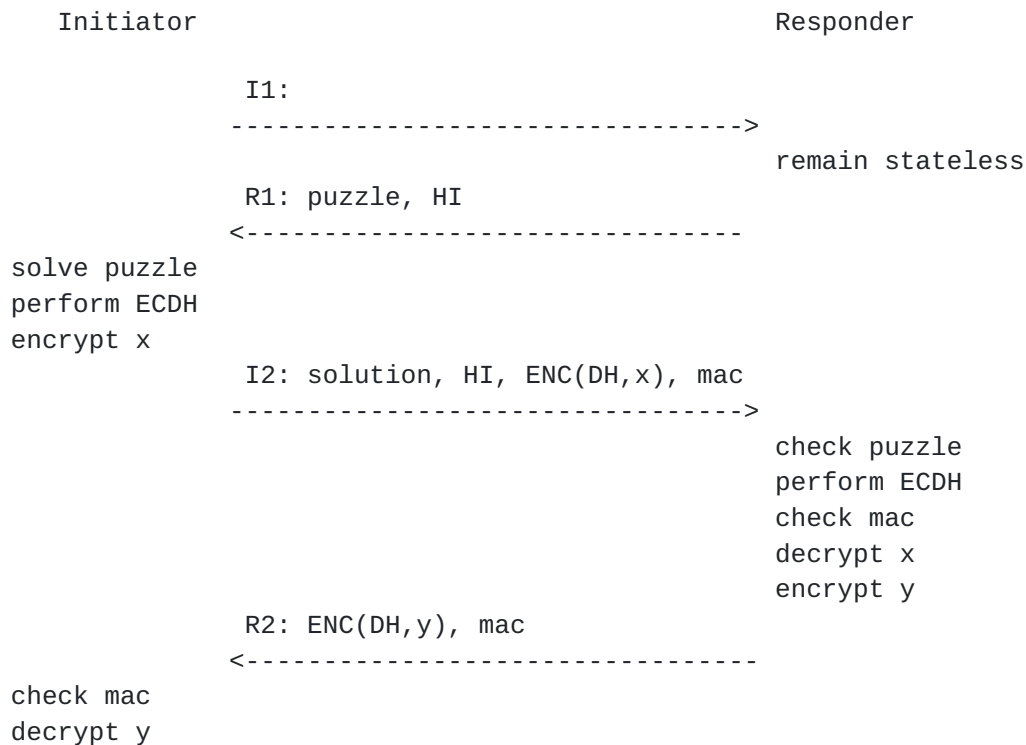 Initiator Responder
I1:
--------------------------------->
remain stateless
R1: puzzle, HI
<--------------------------------
solve puzzle
perform ECDH
encrypt x
I2: solution, HI, ENC(DH,x), mac
--------------------------------->
check puzzle
perform ECDH
check mac
decrypt x
encrypt y
R2: ENC(DH,y), mac
<---------------------------------
check mac
decrypt y